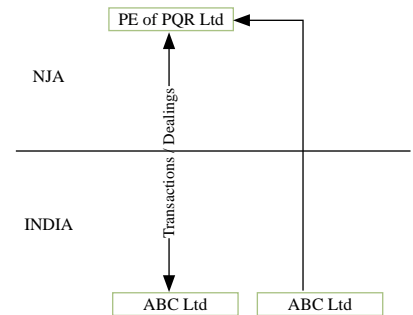 PE of PQR Ltd
NJA
Transactions / Dealings
INDIA
ABC Ltd
ABC Ltd